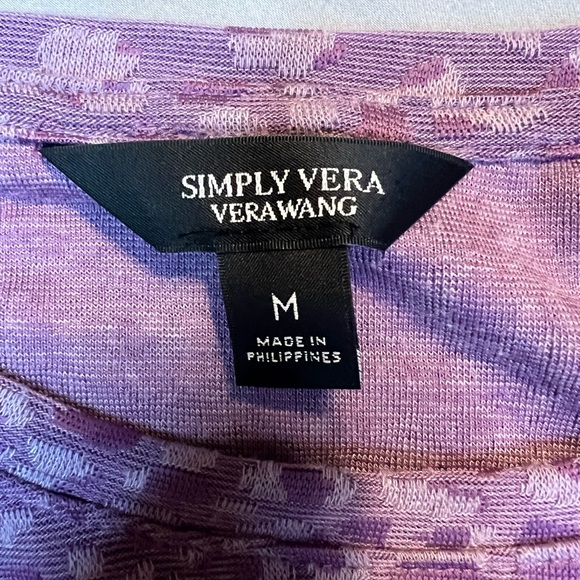 SIMPLY VERA
VERAWANG
M
MADE IN
PHILIPPINES